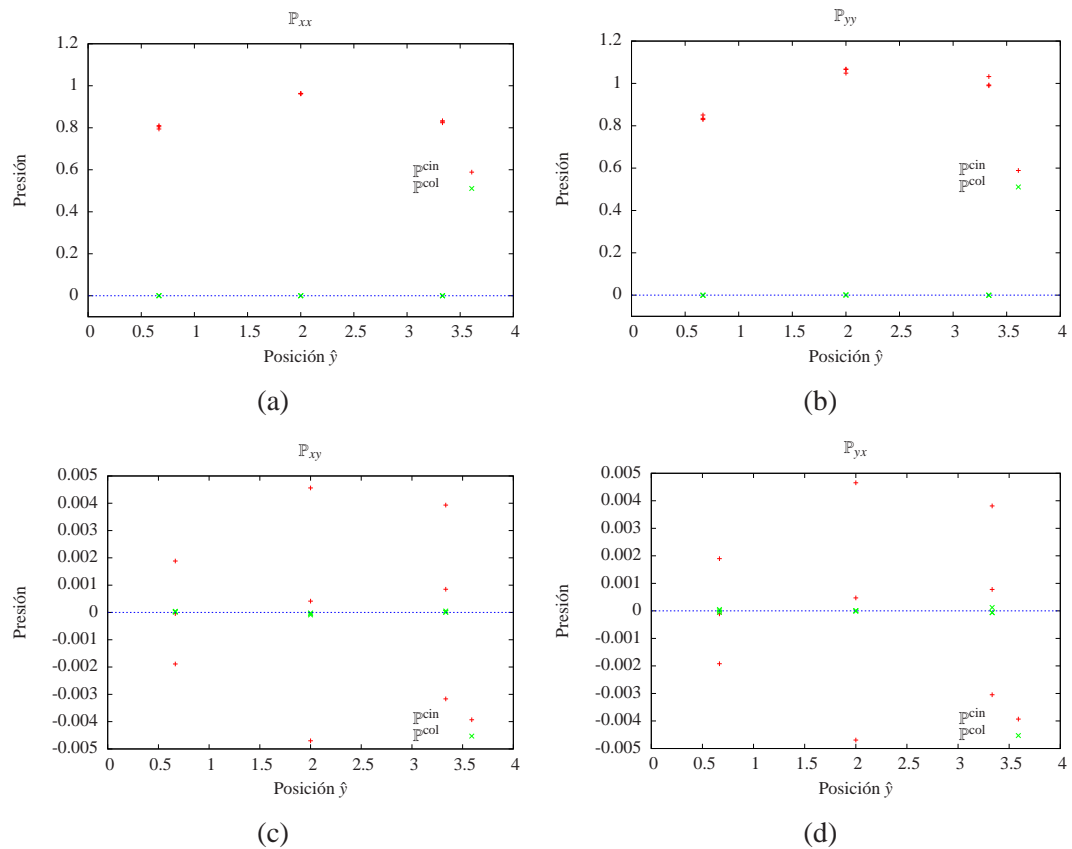 ℙxx
1.2
1
0.8
0.6
0.4
0.2
0
0 0.5 1 1.5 2 2.5 3 3.5 4
Presión
Posición ŷ
ℙcin
ℙcol
(a)
ℙyy
1.2
1
0.8
0.6
0.4
0.2
0
0 0.5 1 1.5 2 2.5 3 3.5 4
Presión
Posición ŷ
ℙcin
ℙcol
(b)
ℙxy
0.005
0.004
0.003
0.002
0.001
0
-0.001
-0.002
-0.003
-0.004
-0.005
0 0.5 1 1.5 2 2.5 3 3.5 4
Presión
Posición ŷ
ℙcin
ℙcol
(c)
ℙyx
0.005
0.004
0.003
0.002
0.001
0
-0.001
-0.002
-0.003
-0.004
-0.005
0 0.5 1 1.5 2 2.5 3 3.5 4
Presión
Posición ŷ
ℙcin
ℙcol
(d)